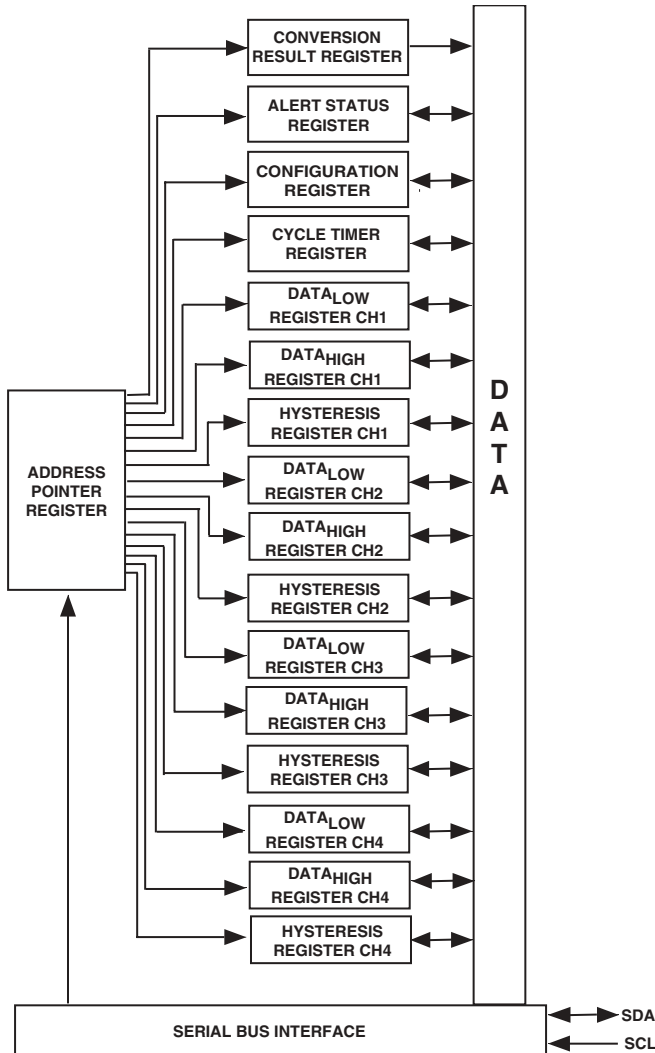 CONVERSION
RESULT REGISTER
ALERT STATUS
REGISTER
CONFIGURATION
REGISTER
CYCLE TIMER
REGISTER
DATALOW
REGISTER CH1
DATAHIGH
REGISTER CH1
HYSTERESIS
REGISTER CH1
DATALOW
REGISTER CH2
DATAHIGH
REGISTER CH2
HYSTERESIS
REGISTER CH2
DATALOW
REGISTER CH3
DATAHIGH
REGISTER CH3
HYSTERESIS
REGISTER CH3
DATALOW
REGISTER CH4
DATAHIGH
REGISTER CH4
HYSTERESIS
REGISTER CH4
ADDRESS
POINTER
REGISTER
D
A
T
A
SERIAL BUS INTERFACE
SDA
SCL